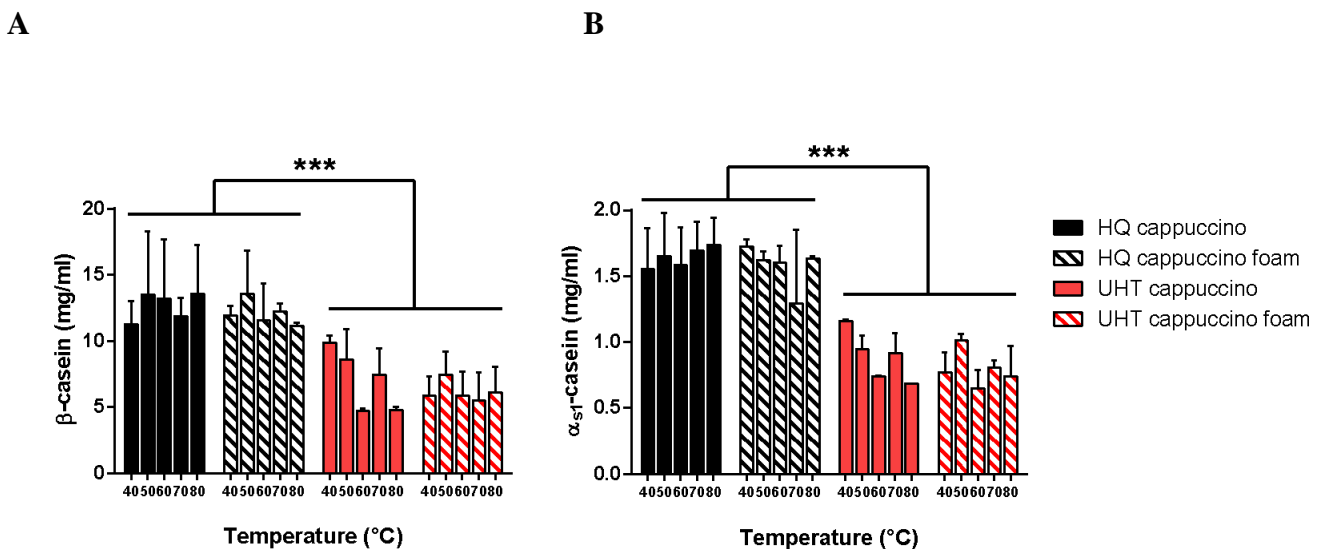 A
B
***
***
β-casein (mg/ml)
20
15
10
5
0
4050607080
4050607080
4050607080
4050607080
Temperature (°C)
αs1-casein (mg/ml)
2.0
1.5
1.0
0.5
0.0
4050607080
4050607080
4050607080
4050607080
Temperature (°C)
HQ cappuccino
HQ cappuccino foam
UHT cappuccino
UHT cappuccino foam